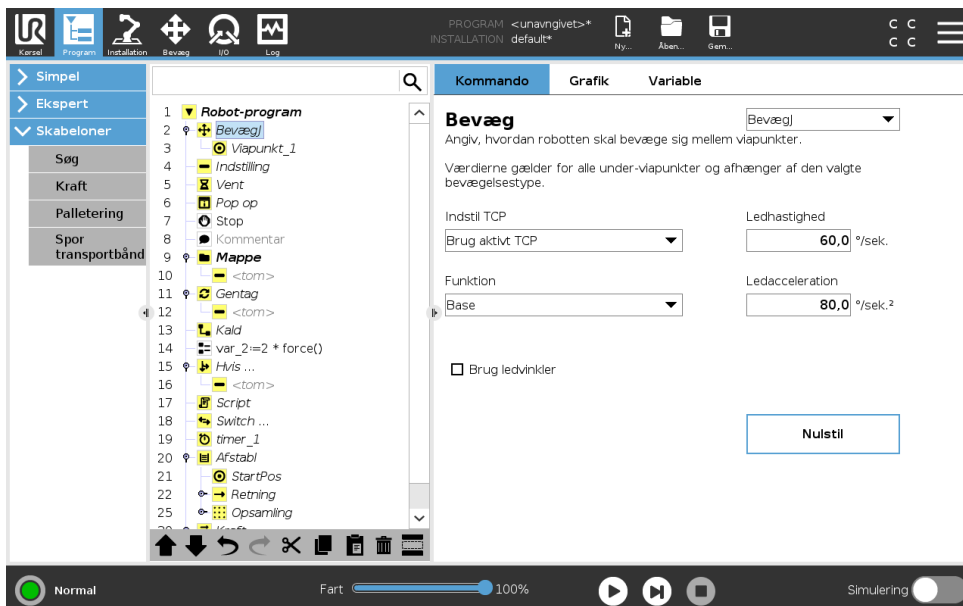 PROGRAM <unavngivet>*
INSTALLATION default*
Kørsel
Program
Installation
Bevæg
I/O
Log
Ny...
Åben...
Gem...
C C
C C
Simpel
Ekspert
Skabeloner
Søg
Kraft
Palletering
Spor
transportbånd
1 Robot-program
2 BevægJ
3 Viapunkt_1
4 Indstilling
5 Vent
6 Pop op
7 Stop
8 Kommentar
9 Mappe
10 <tom>
11 Gentag
12 <tom>
13 Kald
14 var_2:=2 * force()
15 Hvis ...
16 <tom>
17 Script
18 Switch ...
19 timer_1
20 Afstabl
21 StartPos
22 Retning
25 Opsamling
29 Kraft
Kommando
Grafik
Variable
Bevæg
BevægJ
Angiv, hvordan robotten skal bevæge sig mellem viapunkter.
Værdierne gælder for alle under-viapunkter og afhænger af den valgte
bevægelsestype.
Indstil TCP
Ledhastighed
Brug aktivt TCP
60,0 °/sek.
Funktion
Ledacceleration
Base
80,0 °/sek.²
Brug ledvinkler
Nulstil
Normal
Fart
100%
Simulering